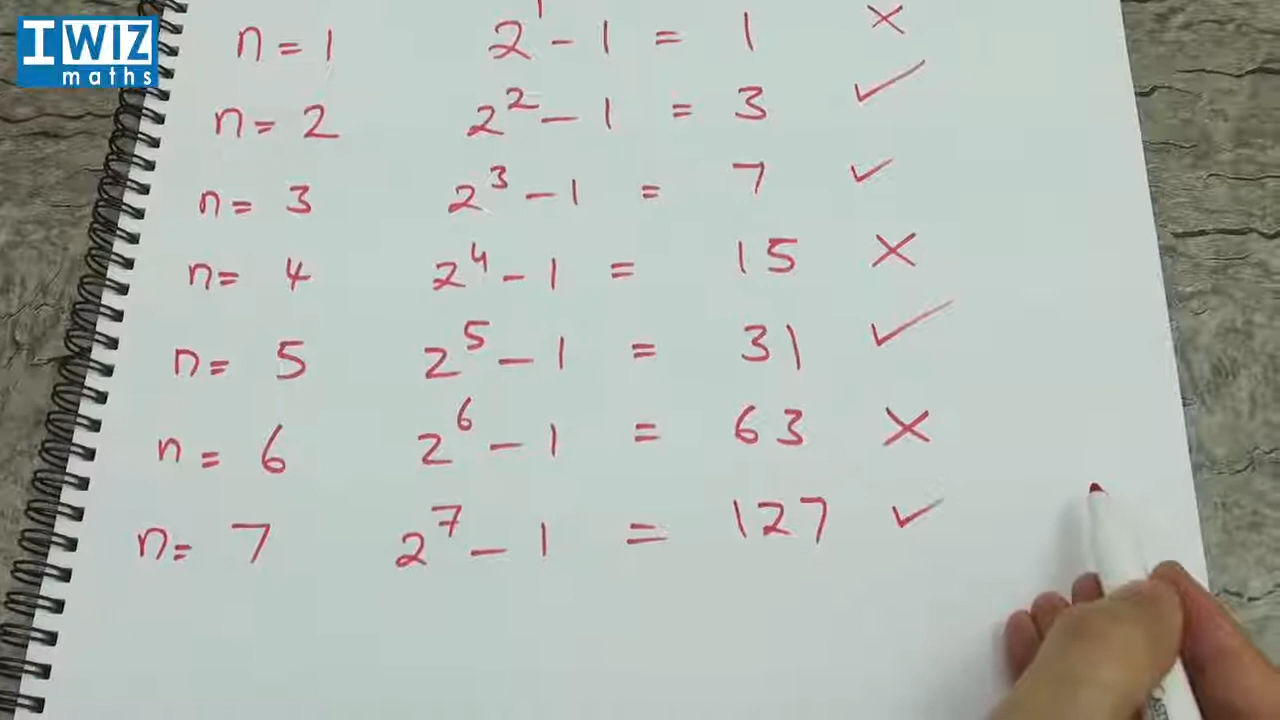 I WIZ
maths
n = 1 2¹ - 1 = 1 ×
n = 2 2² - 1 = 3 ✓
n = 3 2³ - 1 = 7 ✓
n = 4 2⁴ - 1 = 15 ×
n = 5 2⁵ - 1 = 31 ✓
n = 6 2⁶ - 1 = 63 ×
n = 7 2⁷ - 1 = 127 ✓